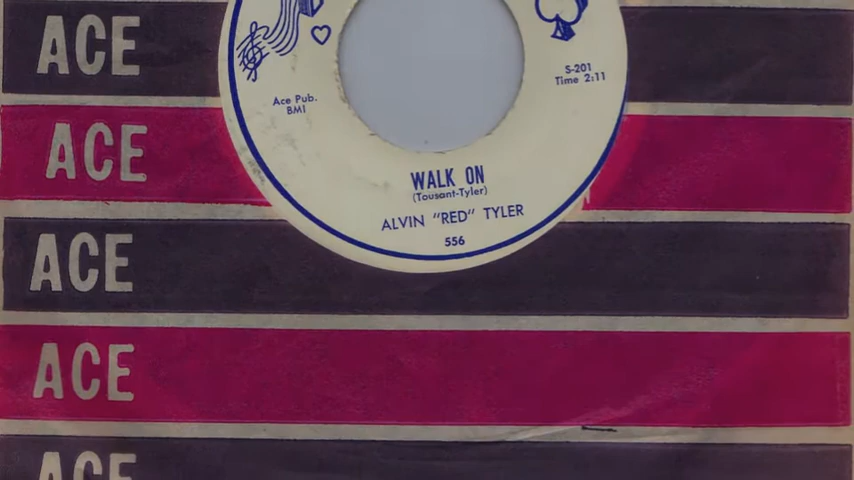 ACE
S-201
Time 2:11
Ace Pub.
BMI
ACE
WALK ON
(Tousant-Tyler)
ALVIN "RED" TYLER
556
ACE
ACE
ACE